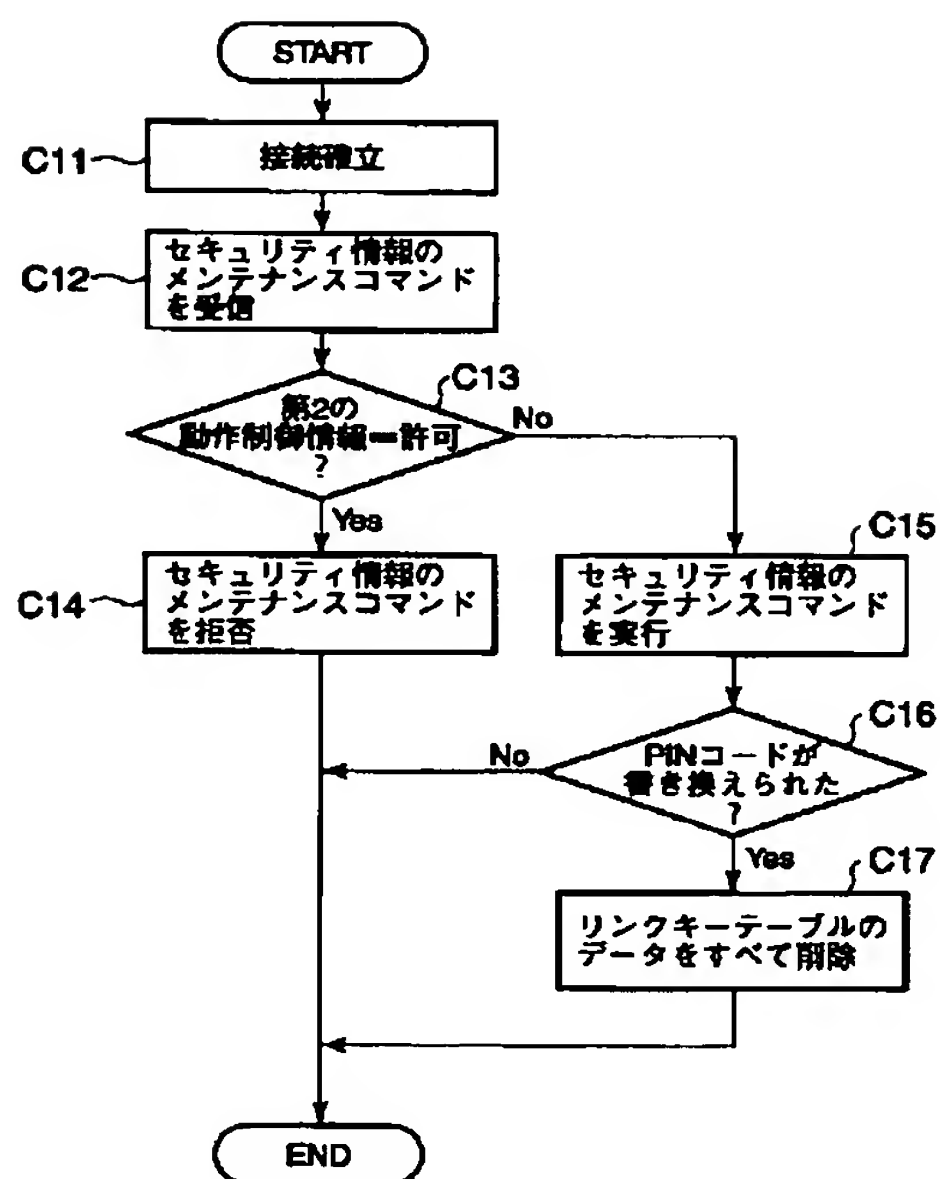 START
C11
接続確立
C12
セキュリティ情報の
メンテナンスコマンド
を受信
C13
第2の
動作制御情報=許可
?
No
Yes
C14
セキュリティ情報の
メンテナンスコマンド
を拒否
C15
セキュリティ情報の
メンテナンスコマンド
を実行
C16
PINコードが
書き換えられた
?
No
Yes
C17
リンクキーテーブルの
データをすべて削除
END